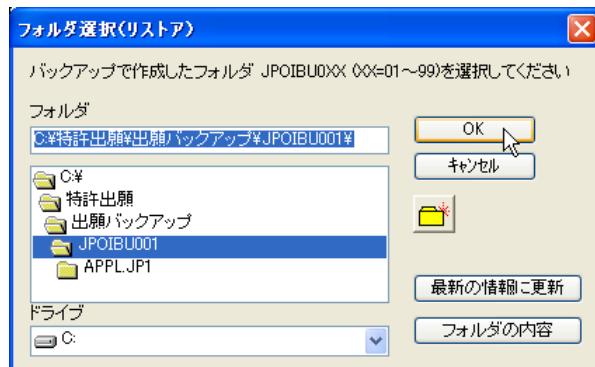 フォルダ選択(リストア)
バックアップで作成したフォルダ JPOIBU0XX (XX=01～99)を選択してください
フォルダ
C:¥特許出願¥出願バックアップ¥JPOIBU001¥
OK
キャンセル
C:¥
特許出願
出願バックアップ
JPOIBU001
APPL.JP1
最新の情報に更新
ドライブ
C:
フォルダの内容